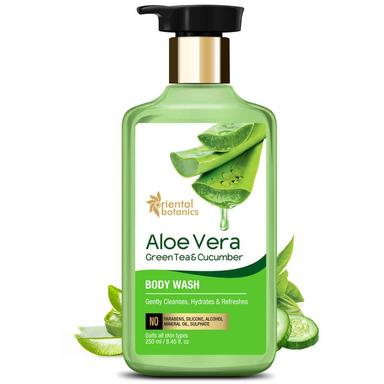 oriental
botanics
Aloe Vera
Green Tea & Cucumber
BODY WASH
Gently Cleanses, Hydrates & Refreshes
NO PARABENS, SILICONE, ALCOHOL
MINERAL OIL, SULPHATE
Suits all skin types
250 ml / 8.45 fl. oz